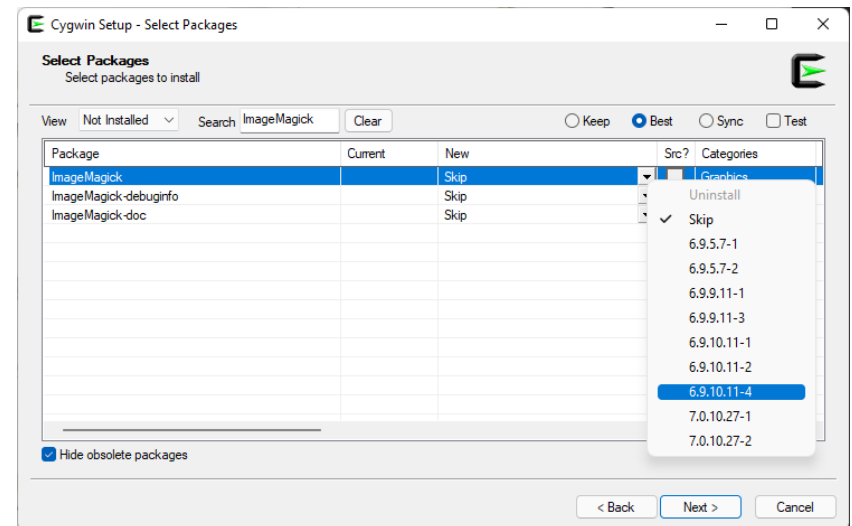 Cygwin Setup - Select Packages
Select Packages
Select packages to install
View Not Installed Search ImageMagick Clear Keep Best Sync Test
Package Current New Src? Categories
ImageMagick Skip Graphics
ImageMagick-debuginfo Skip
ImageMagick-doc Skip
Uninstall
Skip
6.9.5.7-1
6.9.5.7-2
6.9.9.11-1
6.9.9.11-3
6.9.10.11-1
6.9.10.11-2
6.9.10.11-4
7.0.10.27-1
7.0.10.27-2
Hide obsolete packages
< Back Next > Cancel